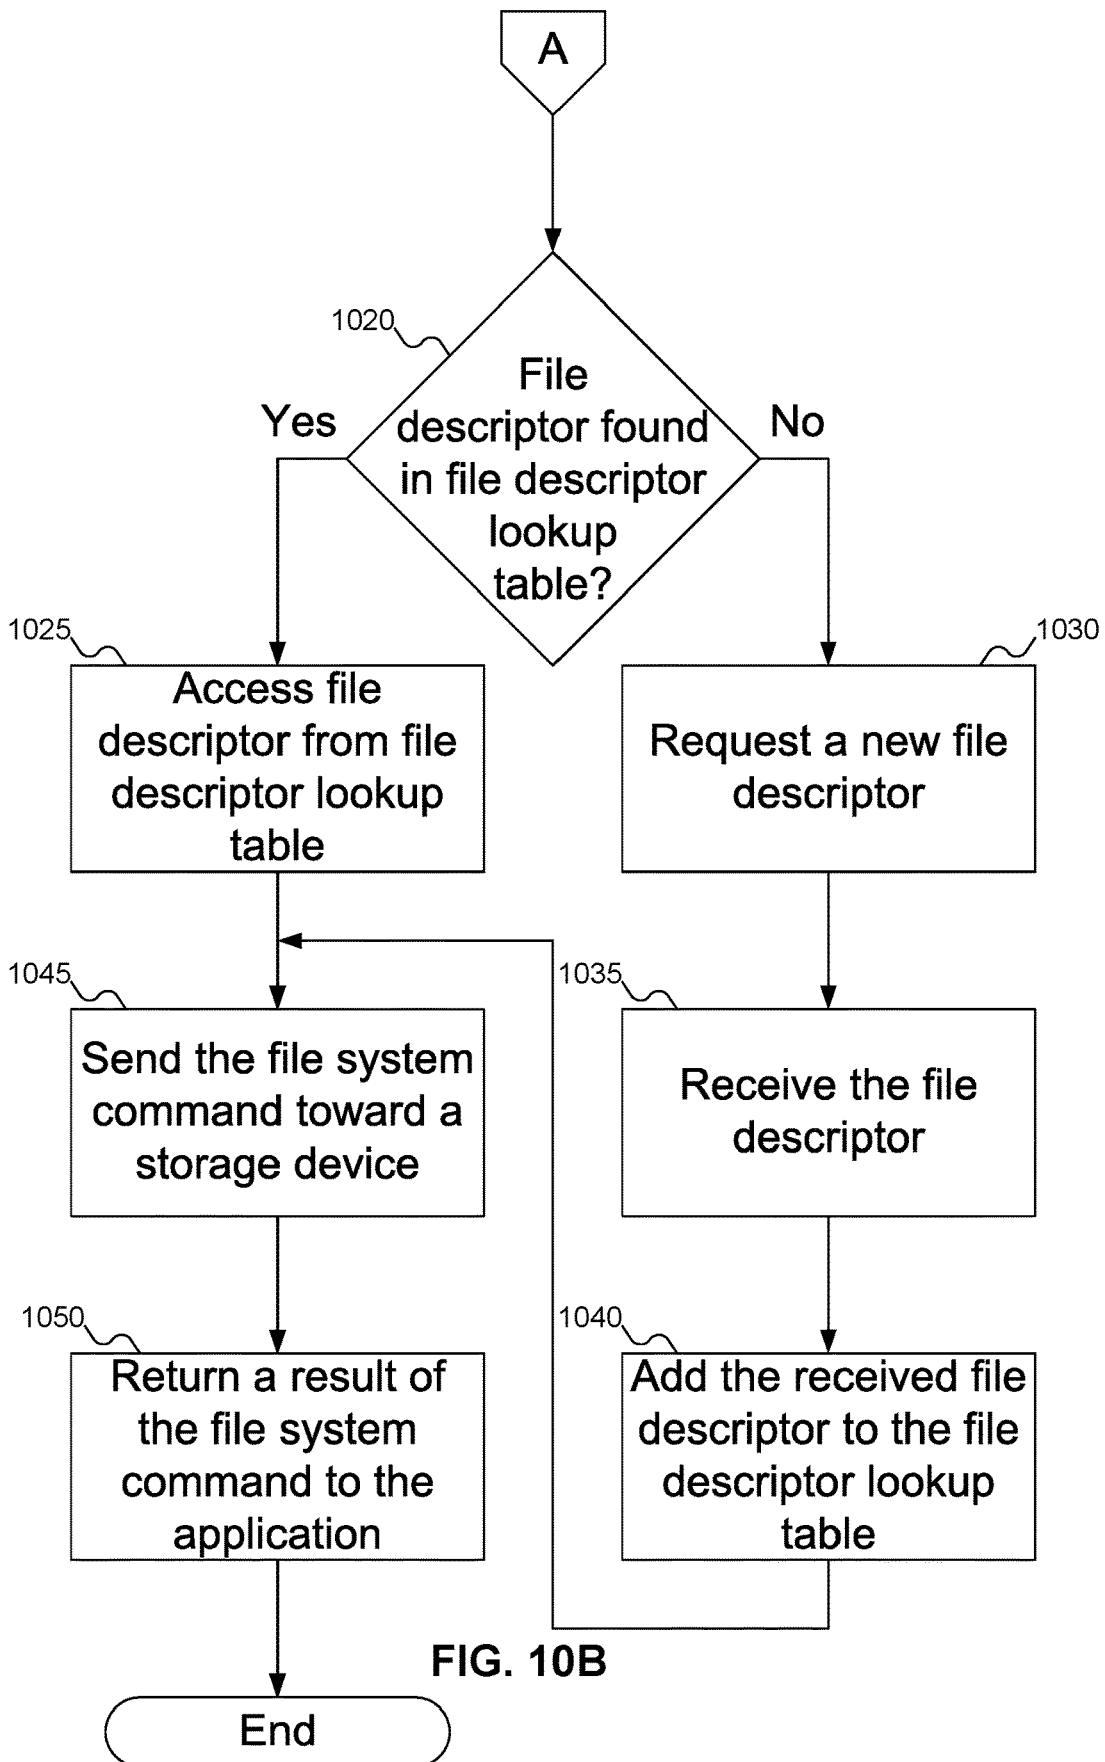 A
1020
File
descriptor found
in file descriptor
lookup
table?
Yes
No
1025
Access file
descriptor from file
descriptor lookup
table
1030
Request a new file
descriptor
1045
Send the file system
command toward a
storage device
1035
Receive the file
descriptor
1050
Return a result of
the file system
command to the
application
1040
Add the received file
descriptor to the file
descriptor lookup
table
FIG. 10B
End